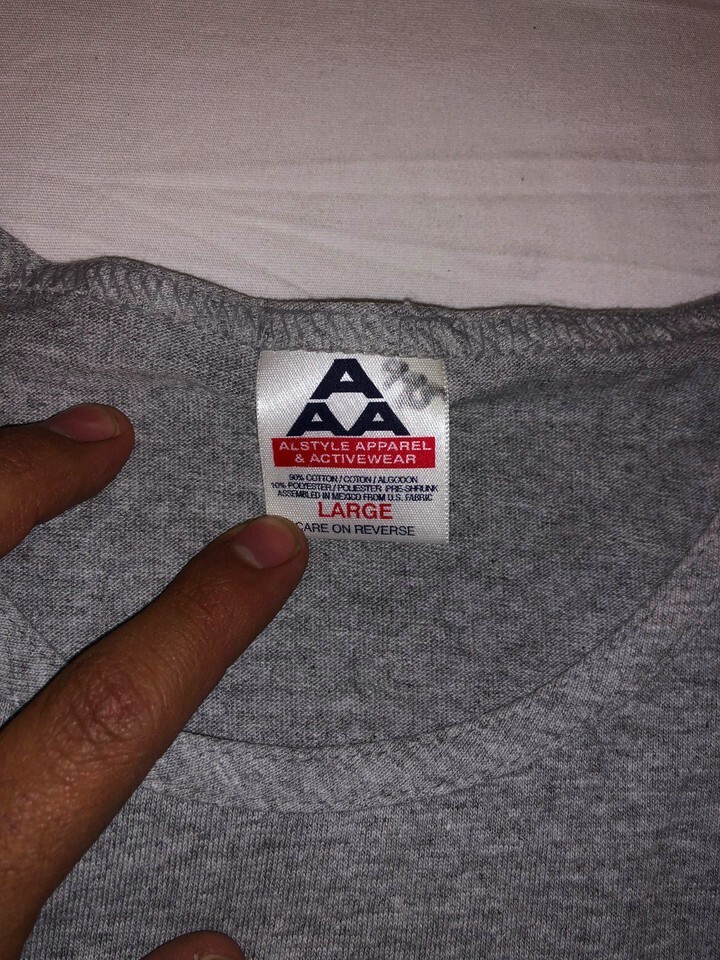 A
AA
ALSTYLE APPAREL
& ACTIVEWEAR
90% COTTON / COTON / ALGODON
10% POLYESTER / POLIESTER PRE-SHRUNK
ASSEMBLED IN MEXICO FROM U.S. FABRIC
LARGE
CARE ON REVERSE